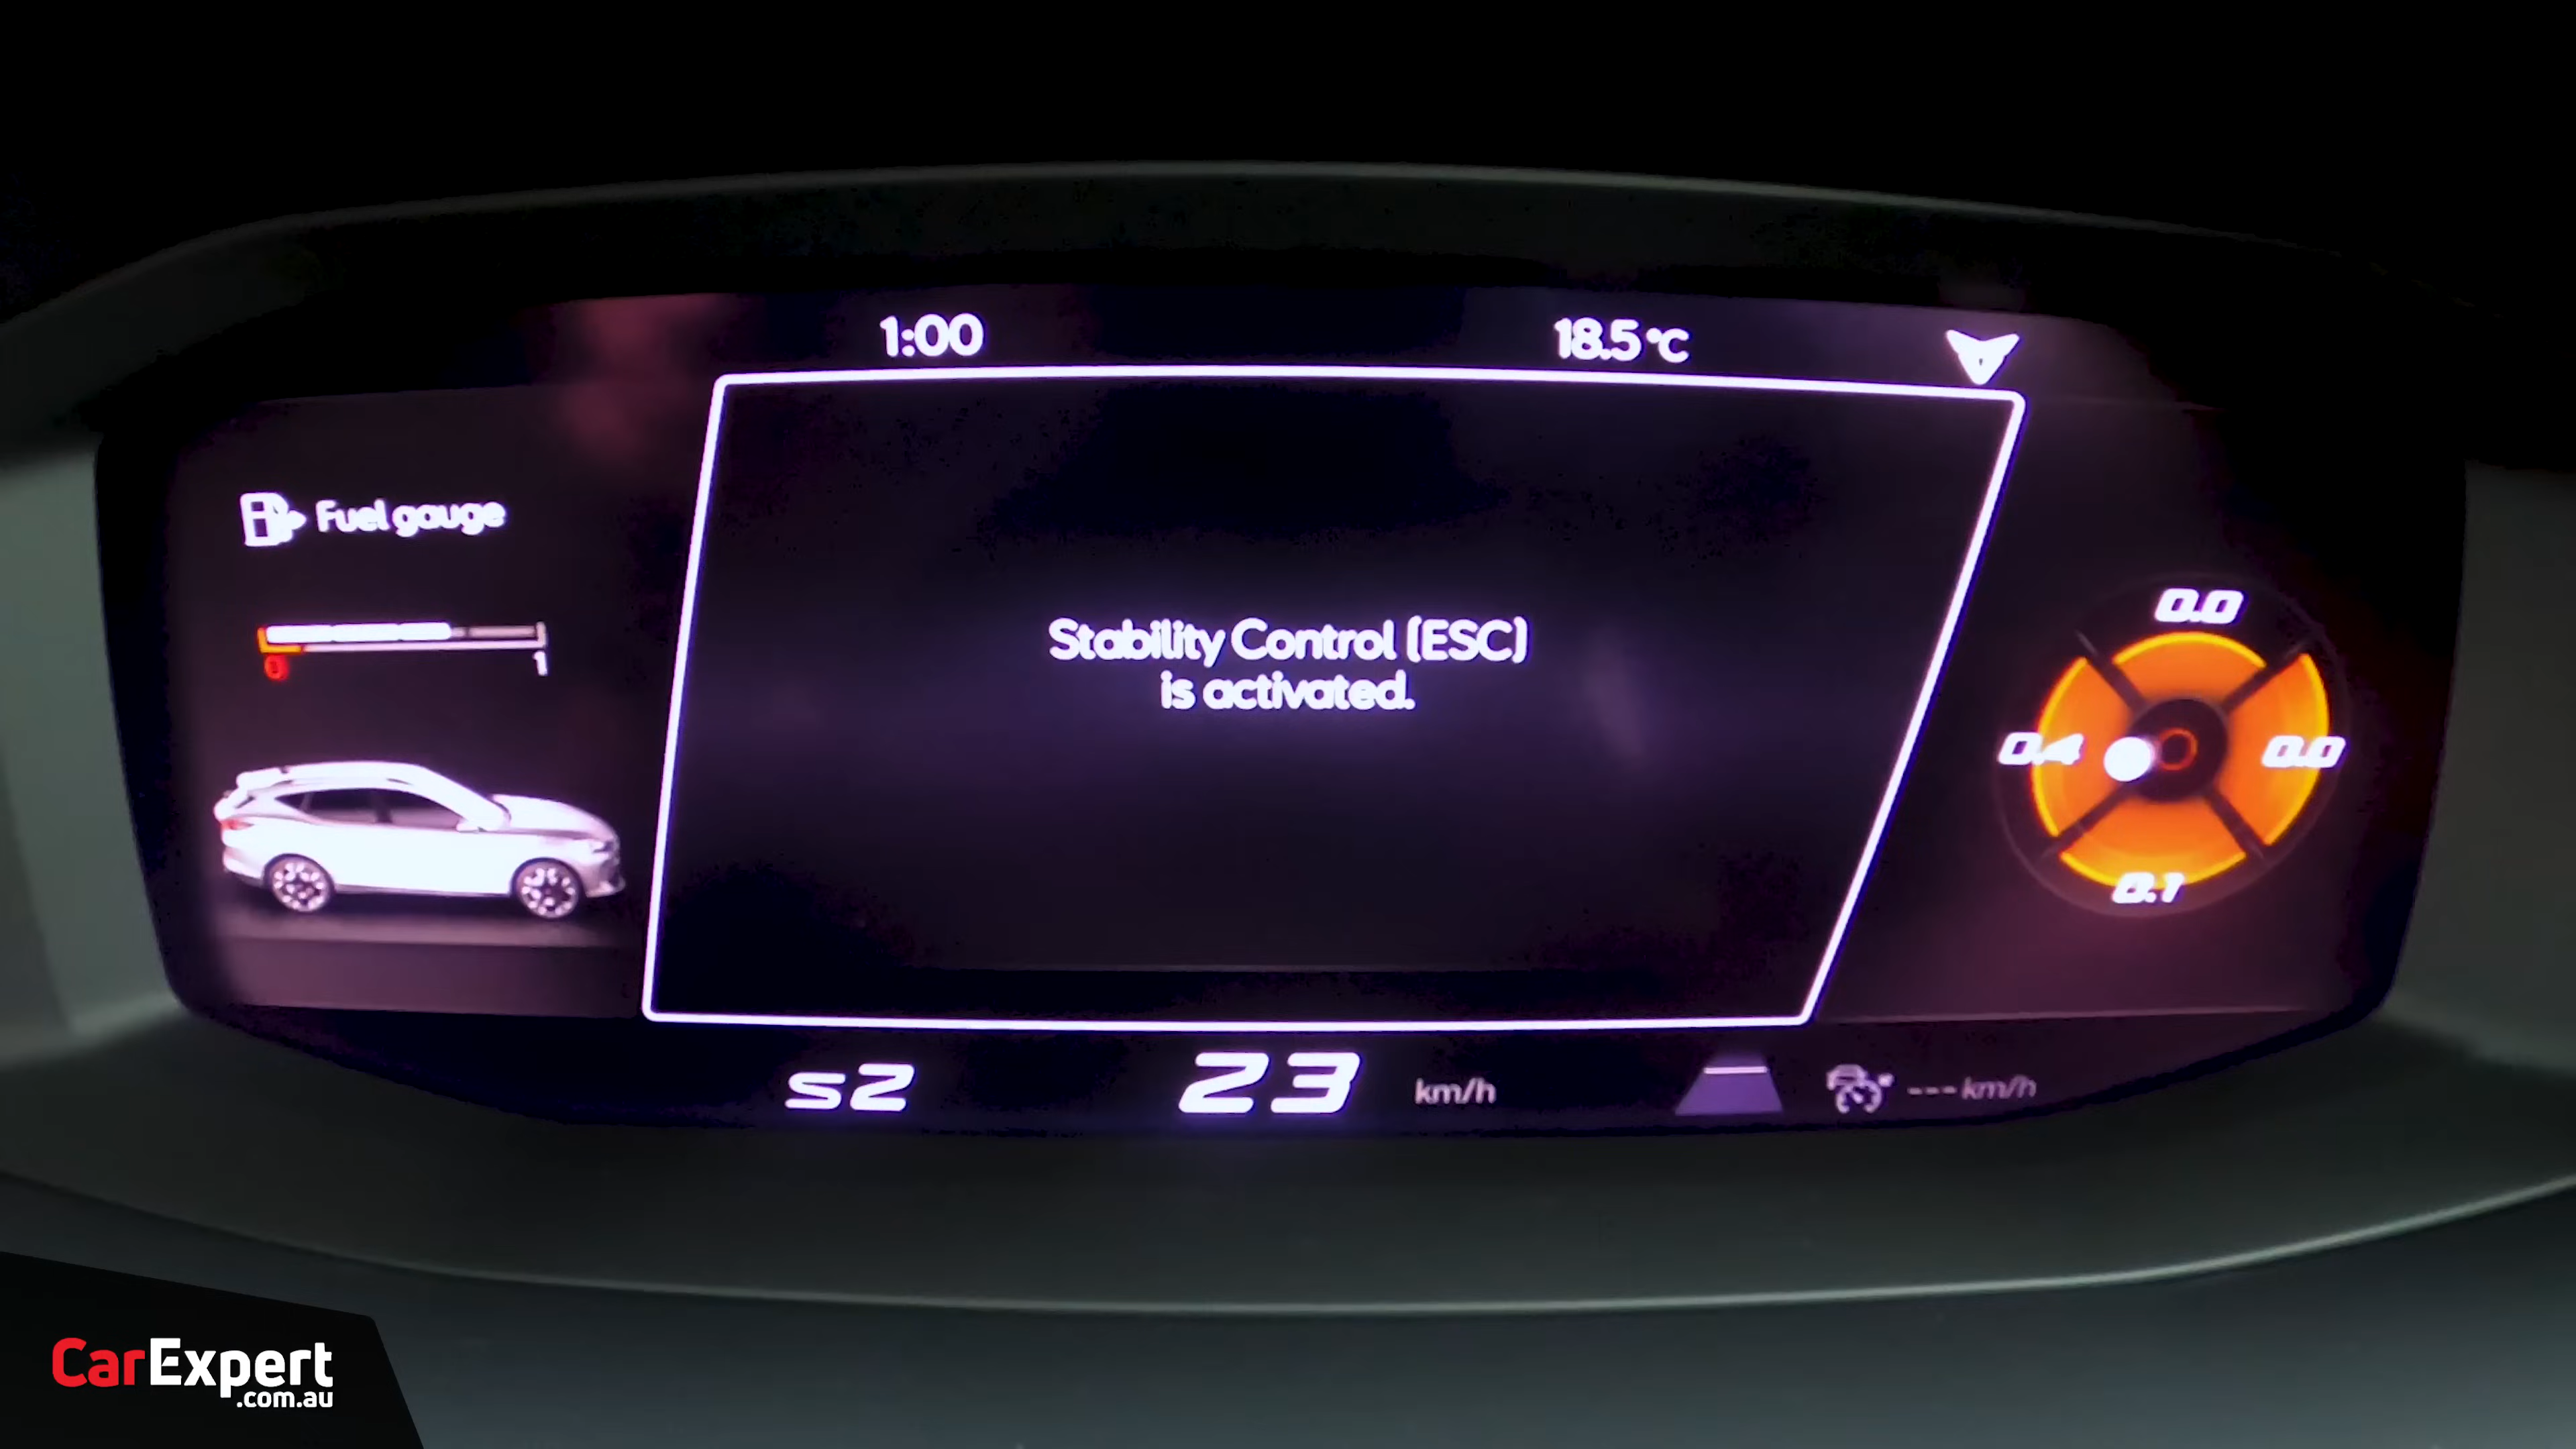 1:00
18.5°C
Fuel gauge
0
1
Stability Control (ESC)
is activated.
0.0
0.4
0.0
0.1
S2
23 km/h
--- km/h
CarExpert
.com.au